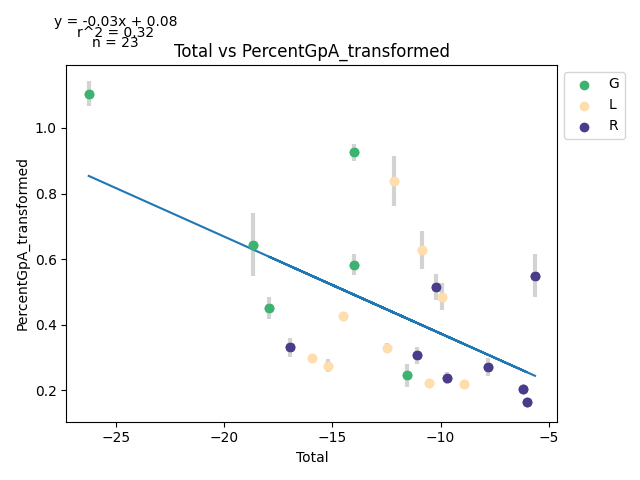 y = -0.03x + 0.08
r^2 = 0.32
n = 23
Total vs PercentGpA_transformed
G
L
R
PercentGpA_transformed
1.0
0.8
0.6
0.4
0.2
−25
−20
−15
−10
−5
Total